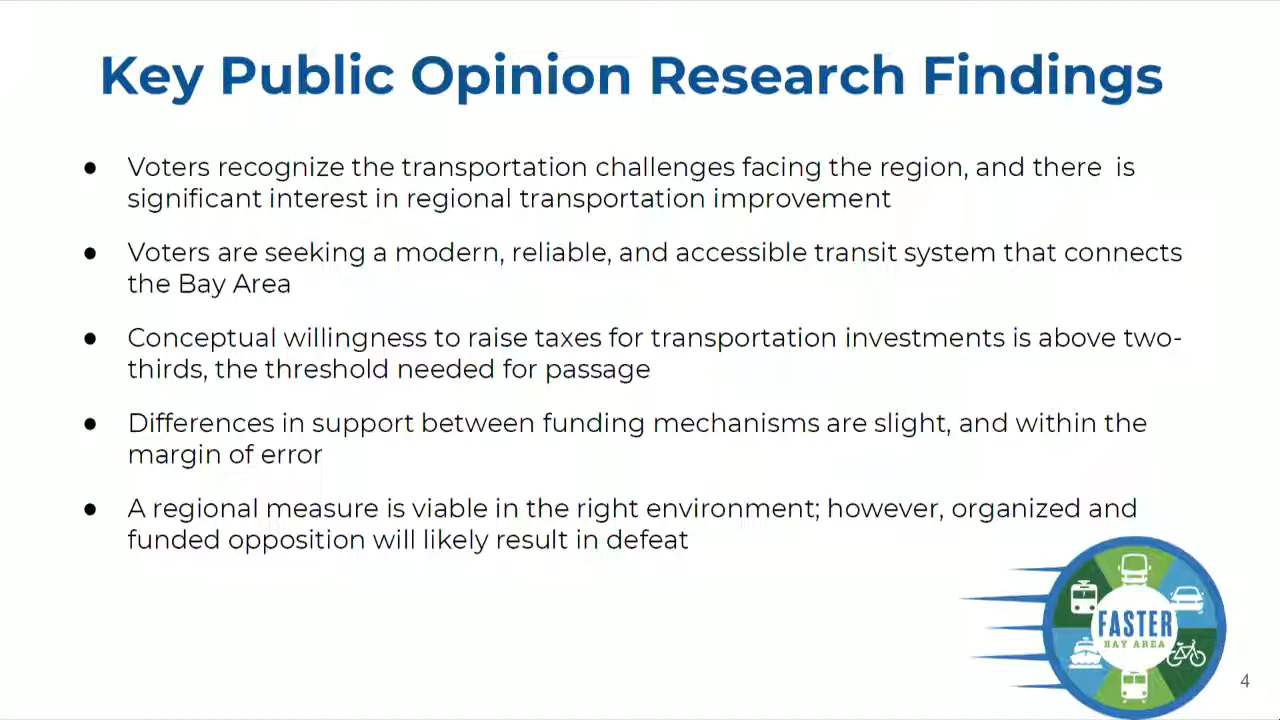 Key Public Opinion Research Findings
● Voters recognize the transportation challenges facing the region, and there is
significant interest in regional transportation improvement
● Voters are seeking a modern, reliable, and accessible transit system that connects
the Bay Area
● Conceptual willingness to raise taxes for transportation investments is above two-
thirds, the threshold needed for passage
● Differences in support between funding mechanisms are slight, and within the
margin of error
● A regional measure is viable in the right environment; however, organized and
funded opposition will likely result in defeat
FASTER
BAY AREA
4